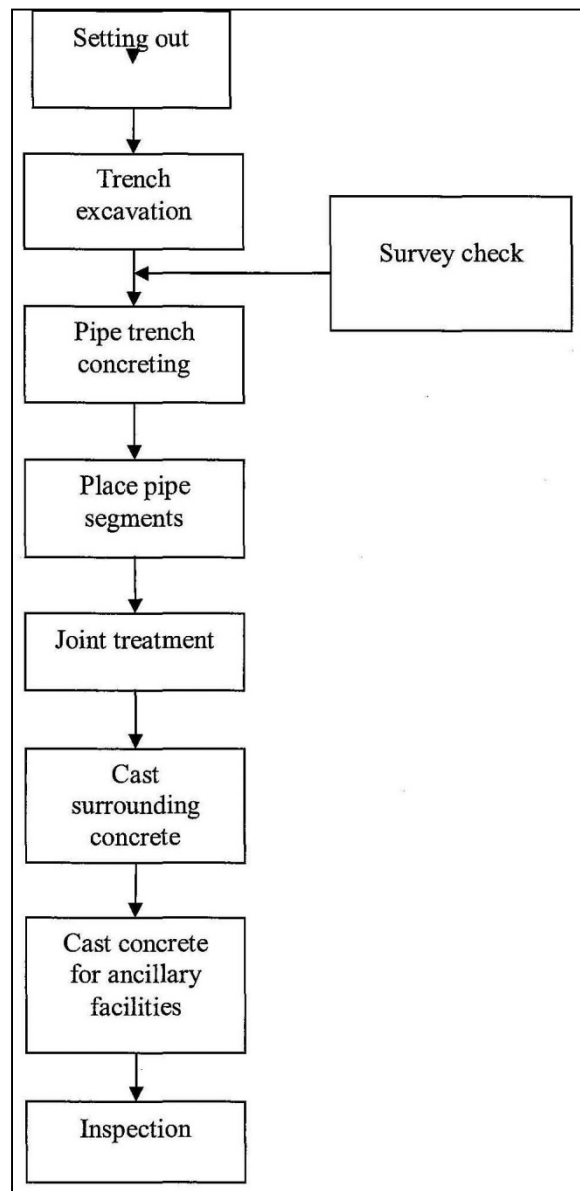 Setting out
Trench
excavation
Survey check
Pipe trench
concreting
Place pipe
segments
Joint treatment
Cast
surrounding
concrete
Cast concrete
for ancillary
facilities
Inspection